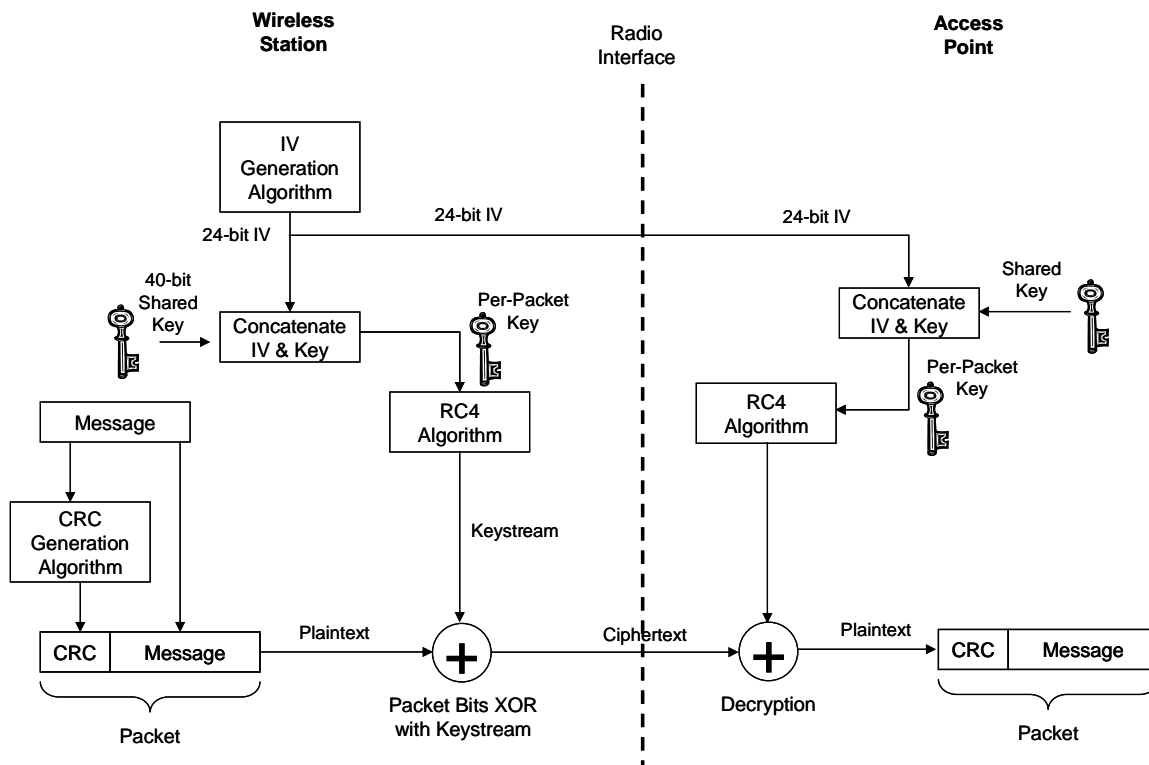 Wireless
Station
Radio
Interface
Access
Point
IV
Generation
Algorithm
24-bit IV
24-bit IV
24-bit IV
40-bit
Shared
Key
Concatenate
IV & Key
Per-Packet
Key
Shared
Key
Concatenate
IV & Key
Per-Packet
Key
Message
RC4
Algorithm
RC4
Algorithm
CRC
Generation
Algorithm
Keystream
CRC
Message
Plaintext
Ciphertext
Plaintext
CRC
Message
Packet
Packet Bits XOR
with Keystream
Decryption
Packet